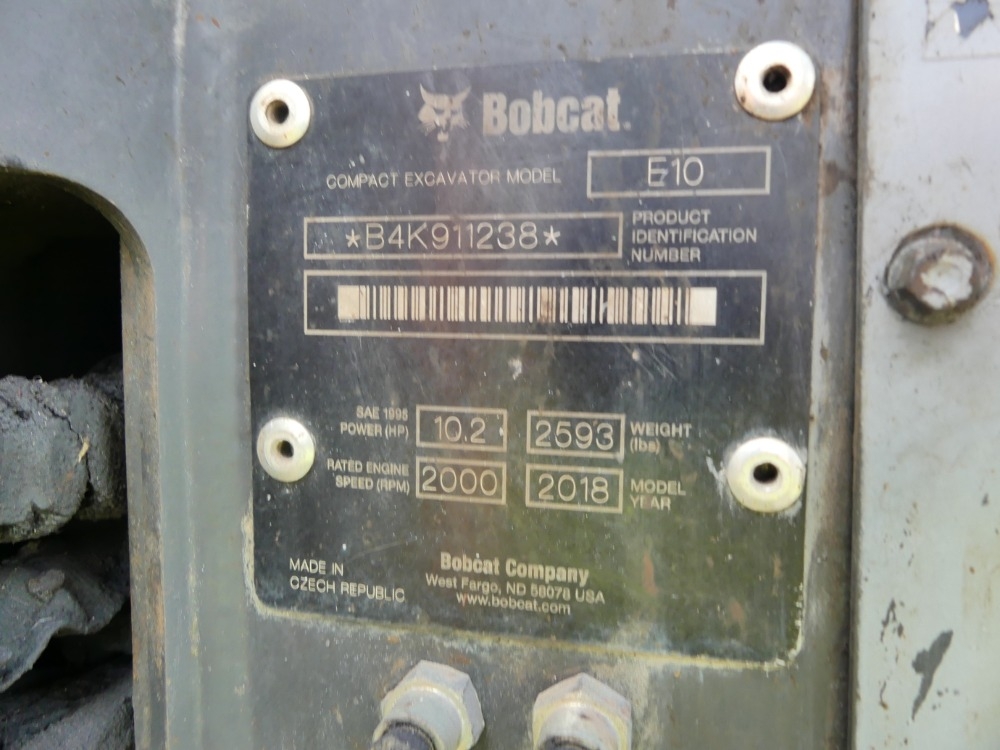 Bobcat.
COMPACT EXCAVATOR MODEL E10
*B4K911238* PRODUCT
IDENTIFICATION
NUMBER
SAE 1995
POWER (HP) 10.2 2593 WEIGHT
(lbs)
RATED ENGINE
SPEED (RPM) 2000 2018 MODEL
YEAR
MADE IN
CZECH REPUBLIC
Bobcat Company
West Fargo, ND 58078 USA
www.bobcat.com